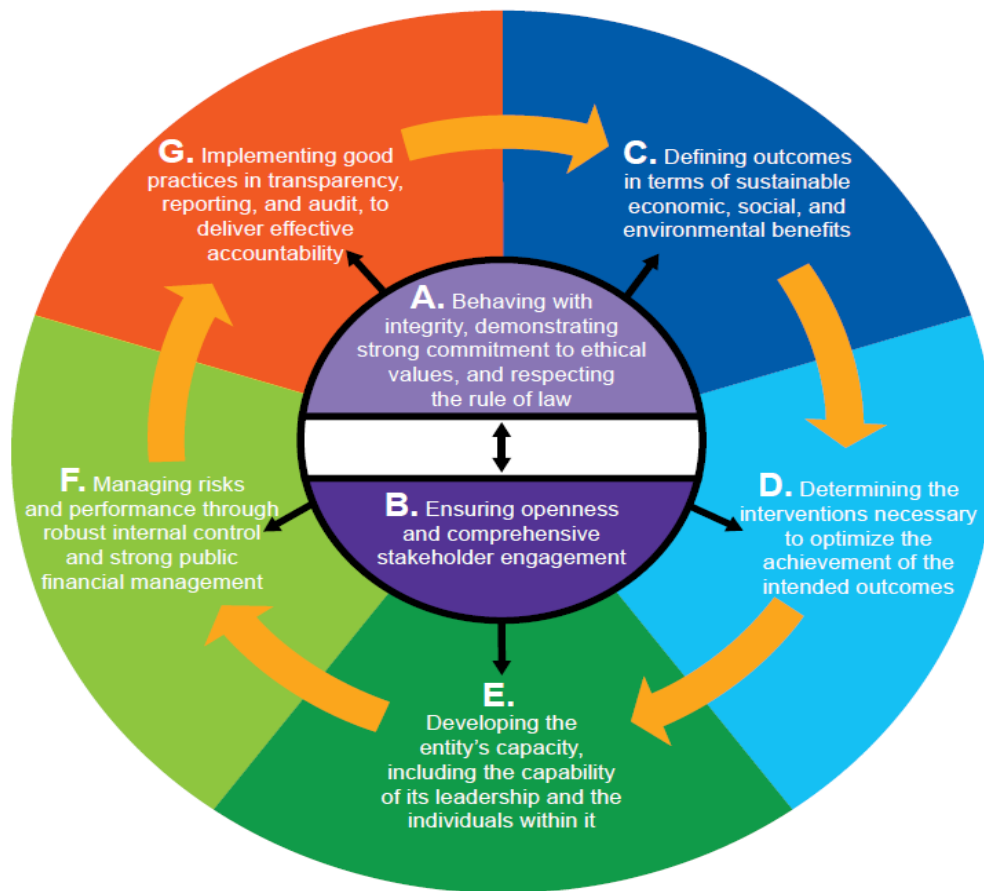 A. Behaving with
integrity, demonstrating
strong commitment to ethical
values, and respecting
the rule of law
B. Ensuring openness
and comprehensive
stakeholder engagement
C. Defining outcomes
in terms of sustainable
economic, social, and
environmental benefits
D. Determining the
interventions necessary
to optimize the
achievement of the
intended outcomes
E.
Developing the
entity's capacity,
including the capability
of its leadership and the
individuals within it
F. Managing risks
and performance through
robust internal control
and strong public
financial management
G. Implementing good
practices in transparency,
reporting, and audit, to
deliver effective
accountability